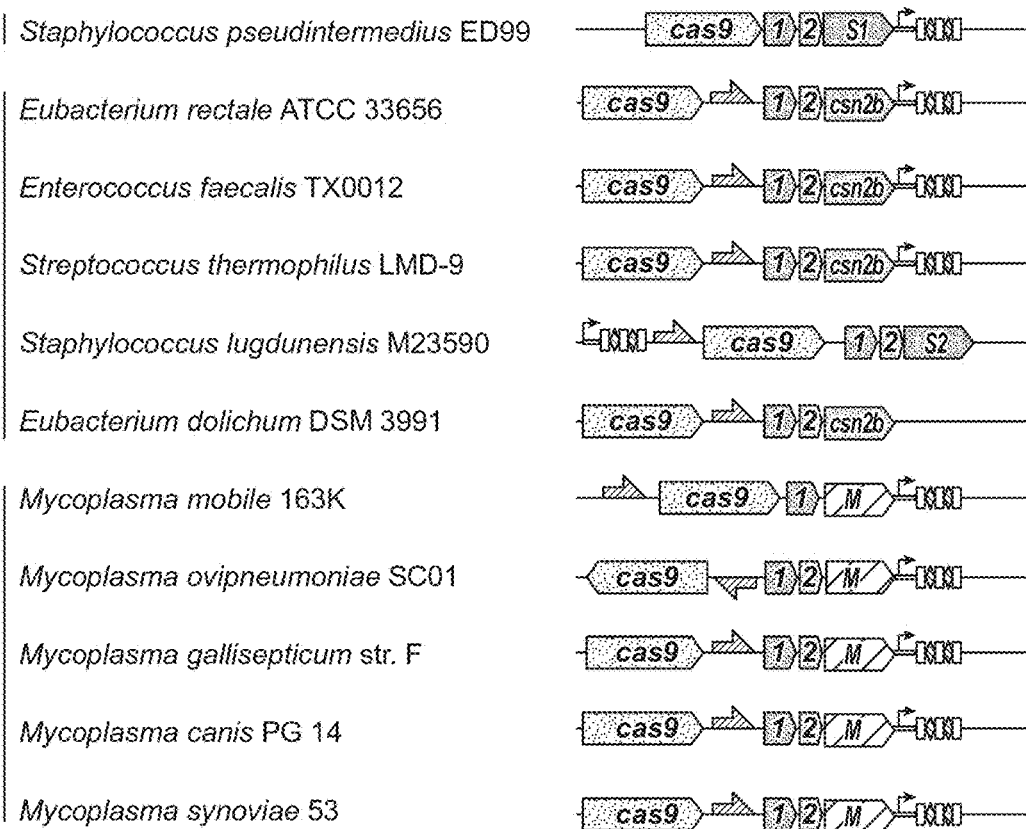 Staphylococcus pseudintermedius ED99 cas9 1 2 S1
Eubacterium rectale ATCC 33656 cas9 1 2 csn2b
Enterococcus faecalis TX0012 cas9 1 2 csn2b
Streptococcus thermophilus LMD-9 cas9 1 2 csn2b
Staphylococcus lugdunensis M23590 cas9 1 2 S2
Eubacterium dolichum DSM 3991 cas9 1 2 csn2b
Mycoplasma mobile 163K cas9 1 M
Mycoplasma ovipneumoniae SC01 cas9 1 2 M
Mycoplasma gallisepticum str. F cas9 1 2 M
Mycoplasma canis PG 14 cas9 1 2 M
Mycoplasma synoviae 53 cas9 1 2 M